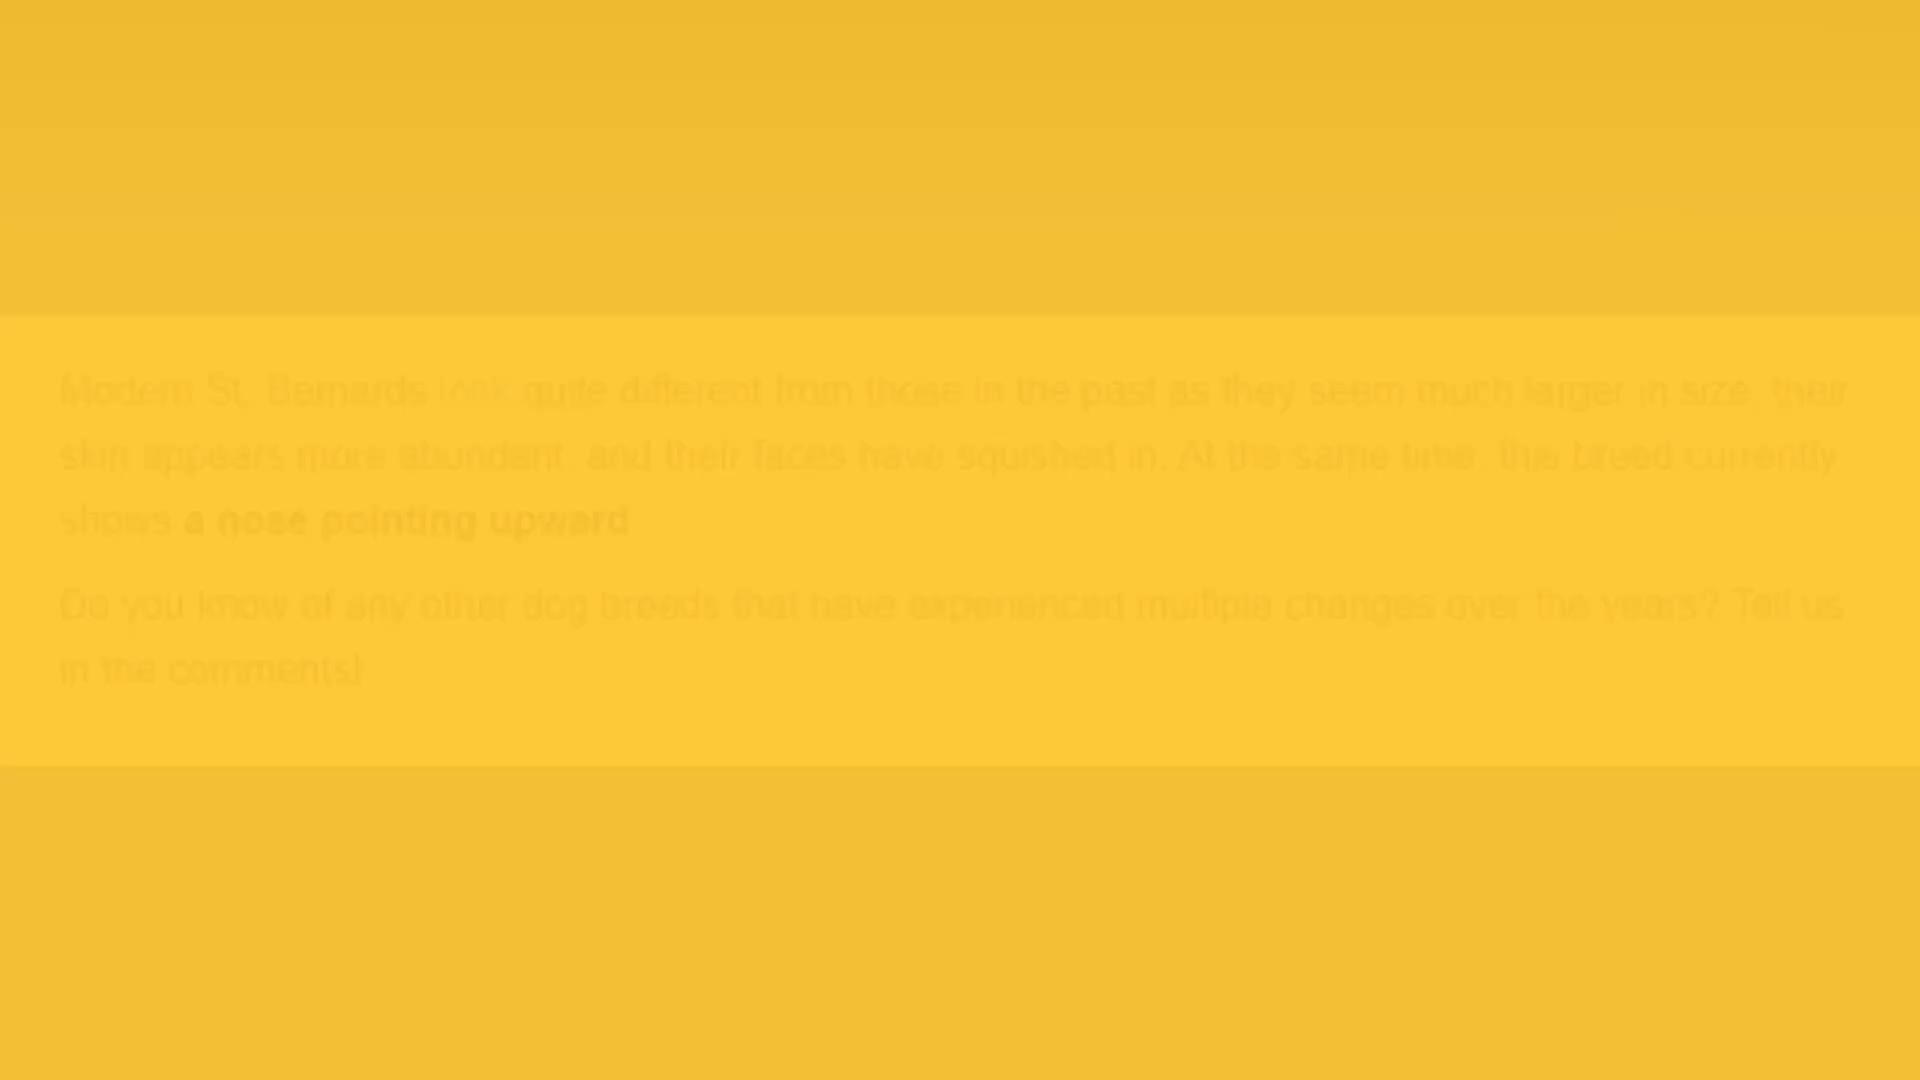 Modern St. Bernards look quite different from those in the past as they seem much larger in size, their
skin appears more abundant, and their faces have squished in. At the same time, the breed currently
shows a nose pointing upward
Do you know of any other dog breeds that have experienced multiple changes over the years? Tell us
in the comments!